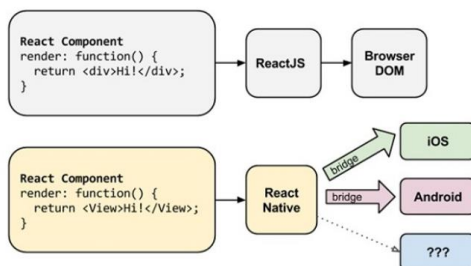 React Component
render: function() {
return <div>Hi!</div>;
}
ReactJS
Browser
DOM
React Component
render: function() {
return <View>Hi!</View>;
}
React
Native
bridge
iOS
bridge
Android
???